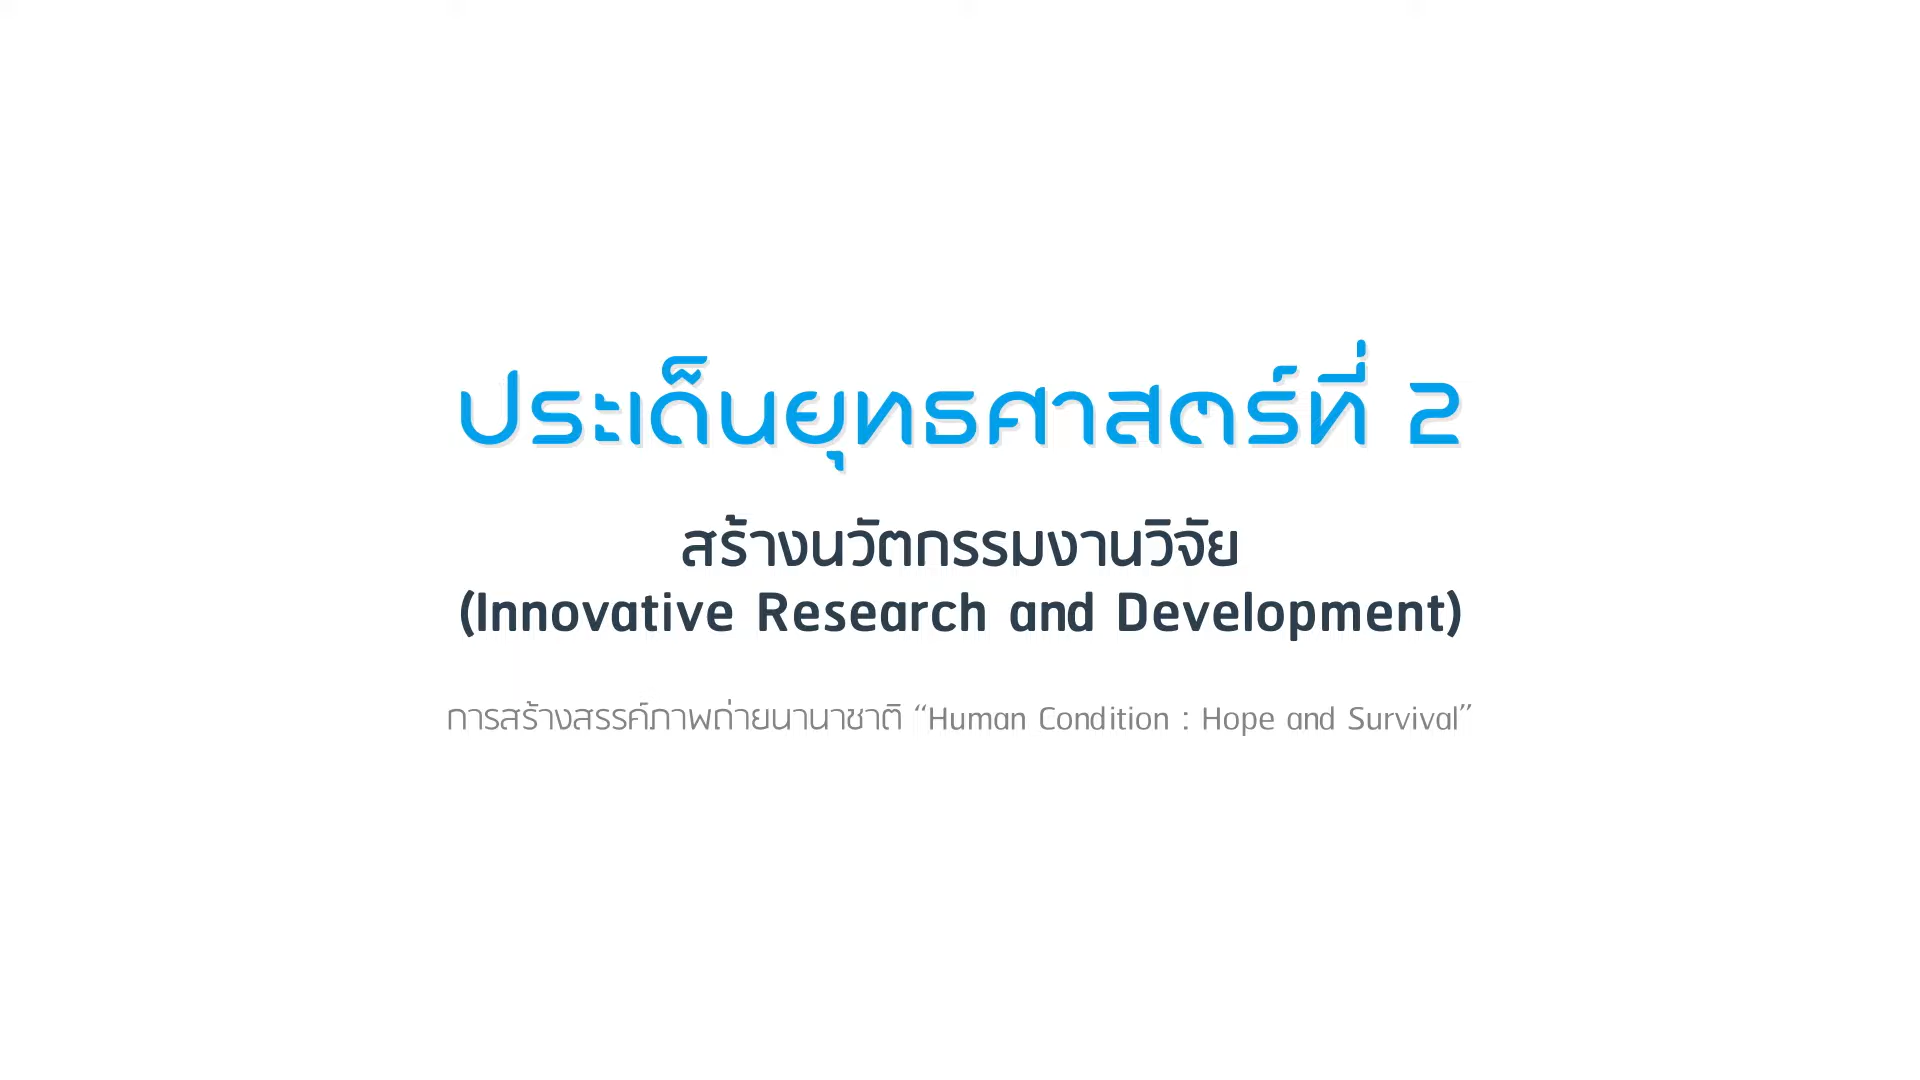 ประเด็นยุทธศาสตร์ที่ 2
สร้างนวัตกรรมงานวิจัย
(Innovative Research and Development)
การสร้างสรรค์ภาพถ่ายนานาชาติ “Human Condition : Hope and Survival”